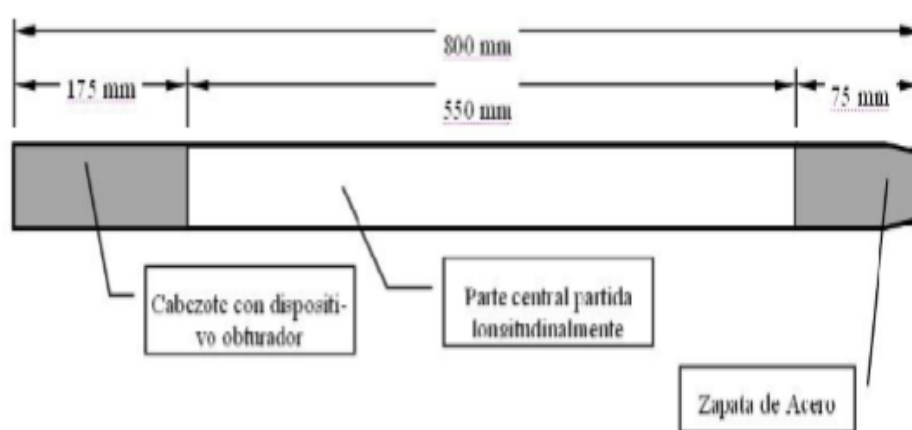 800 mm
175 mm
550 mm
75 mm
Cabezote con dispositi-
vo obturador
Parte central partida
longitudinalmente
Zapata de Acero